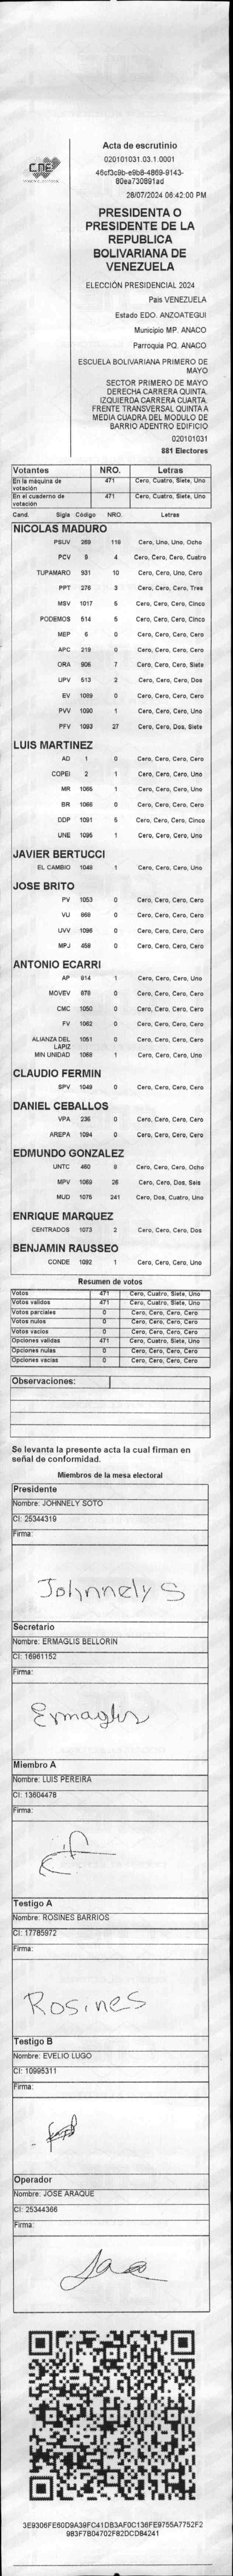 CNE
Acta de escrutinio
020101031.03.1.0001
46cf3c9b-e9b8-4869-9143-
80ea730891ad
28/07/2024 06:42:00 PM
PRESIDENTA O
PRESIDENTE DE LA
REPUBLICA
BOLIVARIANA DE
VENEZUELA
ELECCIÓN PRESIDENCIAL 2024
Pais VENEZUELA
Estado EDO. ANZOATEGUI
Municipio MP. ANACO
Parroquia PQ. ANACO
ESCUELA BOLIVARIANA PRIMERO DE
MAYO
SECTOR PRIMERO DE MAYO
DERECHA CARRERA QUINTA.
IZQUIERDA CARRERA CUARTA.
FRENTE TRANSVERSAL QUINTA A
MEDIA CUADRA DEL MODULO DE
BARRIO ADENTRO EDIFICIO
020101031
881 Electores
Votantes NRO. Letras
En la máquina de votación 471 Cero, Cuatro, Siete, Uno
En el cuaderno de votación 471 Cero, Cuatro, Siete, Uno
Cand. Sigla Código NRO. Letras
NICOLAS MADURO
PSUV 269 118 Cero, Uno, Uno, Ocho
PCV 9 4 Cero, Cero, Cero, Cuatro
TUPAMARO 931 10 Cero, Cero, Uno, Cero
PPT 276 3 Cero, Cero, Cero, Tres
MSV 1017 5 Cero, Cero, Cero, Cinco
PODEMOS 514 5 Cero, Cero, Cero, Cinco
MEP 6 0 Cero, Cero, Cero, Cero
APC 219 0 Cero, Cero, Cero, Cero
ORA 906 7 Cero, Cero, Cero, Siete
UPV 513 2 Cero, Cero, Cero, Dos
EV 1089 0 Cero, Cero, Cero, Cero
PVV 1090 1 Cero, Cero, Cero, Uno
PFV 1093 27 Cero, Cero, Dos, Siete
LUIS MARTINEZ
AD 1 0 Cero, Cero, Cero, Cero
COPEI 2 1 Cero, Cero, Cero, Uno
MR 1065 1 Cero, Cero, Cero, Uno
BR 1066 0 Cero, Cero, Cero, Cero
DDP 1091 5 Cero, Cero, Cero, Cinco
UNE 1095 1 Cero, Cero, Cero, Uno
JAVIER BERTUCCI
EL CAMBIO 1048 1 Cero, Cero, Cero, Uno
JOSE BRITO
PV 1053 0 Cero, Cero, Cero, Cero
VU 868 0 Cero, Cero, Cero, Cero
UVV 1096 0 Cero, Cero, Cero, Cero
MPJ 458 0 Cero, Cero, Cero, Cero
ANTONIO ECARRI
AP 814 1 Cero, Cero, Cero, Uno
MOVEV 878 0 Cero, Cero, Cero, Cero
CMC 1050 0 Cero, Cero, Cero, Cero
FV 1062 0 Cero, Cero, Cero, Cero
ALIANZA DEL LAPIZ 1051 0 Cero, Cero, Cero, Cero
MIN UNIDAD 1068 1 Cero, Cero, Cero, Uno
CLAUDIO FERMIN
SPV 1049 0 Cero, Cero, Cero, Cero
DANIEL CEBALLOS
VPA 236 0 Cero, Cero, Cero, Cero
AREPA 1094 0 Cero, Cero, Cero, Cero
EDMUNDO GONZALEZ
UNTC 460 8 Cero, Cero, Cero, Ocho
MPV 1069 26 Cero, Cero, Dos, Seis
MUD 1075 241 Cero, Dos, Cuatro, Uno
ENRIQUE MARQUEZ
CENTRADOS 1073 2 Cero, Cero, Cero, Dos
BENJAMIN RAUSSEO
CONDE 1092 1 Cero, Cero, Cero, Uno
Resumen de votos
Votos 471 Cero, Cuatro, Siete, Uno
Votos validos 471 Cero, Cuatro, Siete, Uno
Votos parciales 0 Cero, Cero, Cero, Cero
Votos nulos 0 Cero, Cero, Cero, Cero
Votos vacios 0 Cero, Cero, Cero, Cero
Opciones validas 471 Cero, Cuatro, Siete, Uno
Opciones nulas 0 Cero, Cero, Cero, Cero
Opciones vacias 0 Cero, Cero, Cero, Cero
Observaciones:
Se levanta la presente acta la cual firman en
señal de conformidad.
Miembros de la mesa electoral
Presidente
Nombre: JOHNNELY SOTO
CI: 25344319
Firma:
Johnnely S
Secretario
Nombre: ERMAGLIS BELLORIN
CI: 16961152
Firma:
Ermaglis
Miembro A
Nombre: LUIS PEREIRA
CI: 13604478
Firma:
Testigo A
Nombre: ROSINES BARRIOS
CI: 17785972
Firma:
Rosines
Testigo B
Nombre: EVELIO LUGO
CI: 10995311
Firma:
Operador
Nombre: JOSE ARAQUE
CI: 25344366
Firma:
3E9306FE60D9A39FC41DB3AF0C136FE9755A7752F2
983F7B04702F82DCD84241